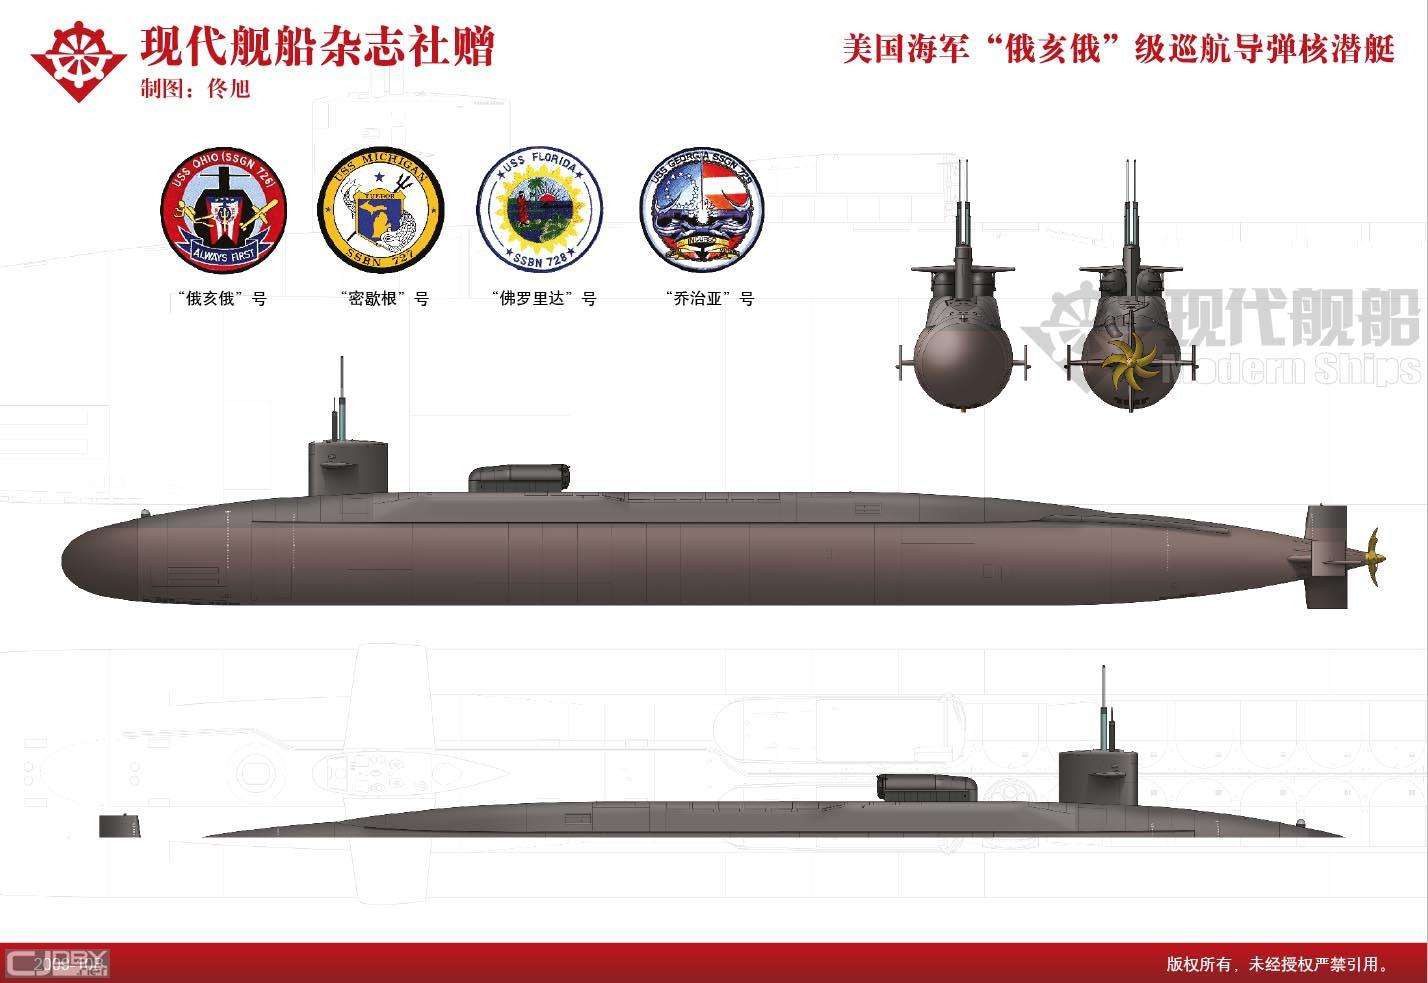 现代舰船杂志社赠
制图：佟旭
美国海军“俄亥俄”级巡航导弹核潜艇
USS OHIO (SSGN 726)
ALWAYS FIRST
“俄亥俄”号
USS MICHIGAN
TUEBOR
SSBN 727
“密歇根”号
USS FLORIDA
SSBN 728
“佛罗里达”号
USS GEORGIA SSGN 729
“乔治亚”号
现代舰船
Modern Ships
CJDBY
.net
版权所有，未经授权严禁引用。